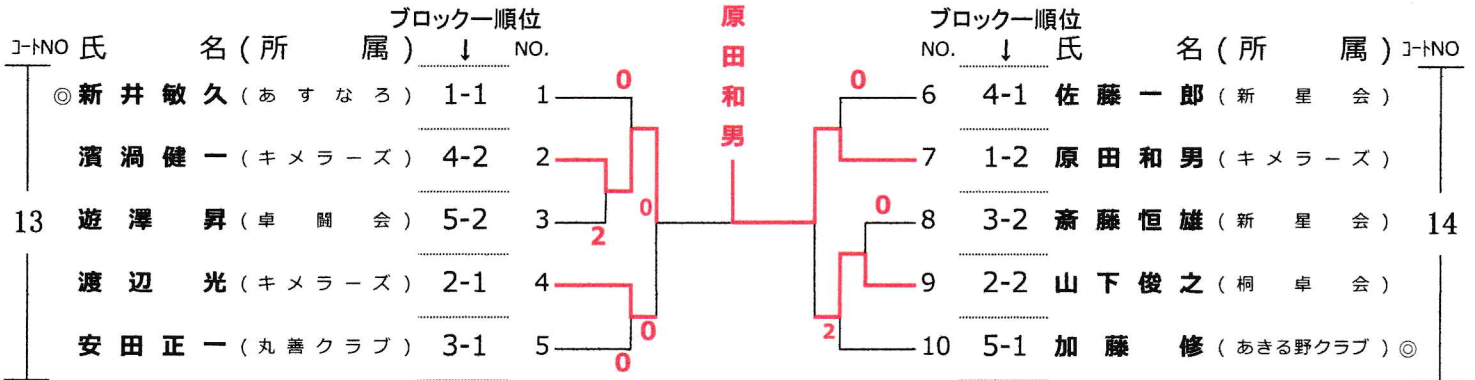 ブロック一順位 原田和男 ブロック一順位
コートNO 氏 名 ( 所 属 ) ↓ NO. NO. ↓ 氏 名 ( 所 属 ) コートNO
◎ 新井敏久 ( あすなろ ) 1-1 1 0 0 6 4-1 佐藤一郎 ( 新星会 )
濱渦健一 ( キメラーズ ) 4-2 2 7 1-2 原田和男 ( キメラーズ )
13 遊澤昇 ( 卓闘会 ) 5-2 3 2 0 0 8 3-2 斎藤恒雄 ( 新星会 ) 14
渡辺光 ( キメラーズ ) 2-1 4 9 2-2 山下俊之 ( 桐卓会 )
0 2
安田正一 ( 丸善クラブ ) 3-1 5 0 10 5-1 加藤修 ( あきる野クラブ ) ◎